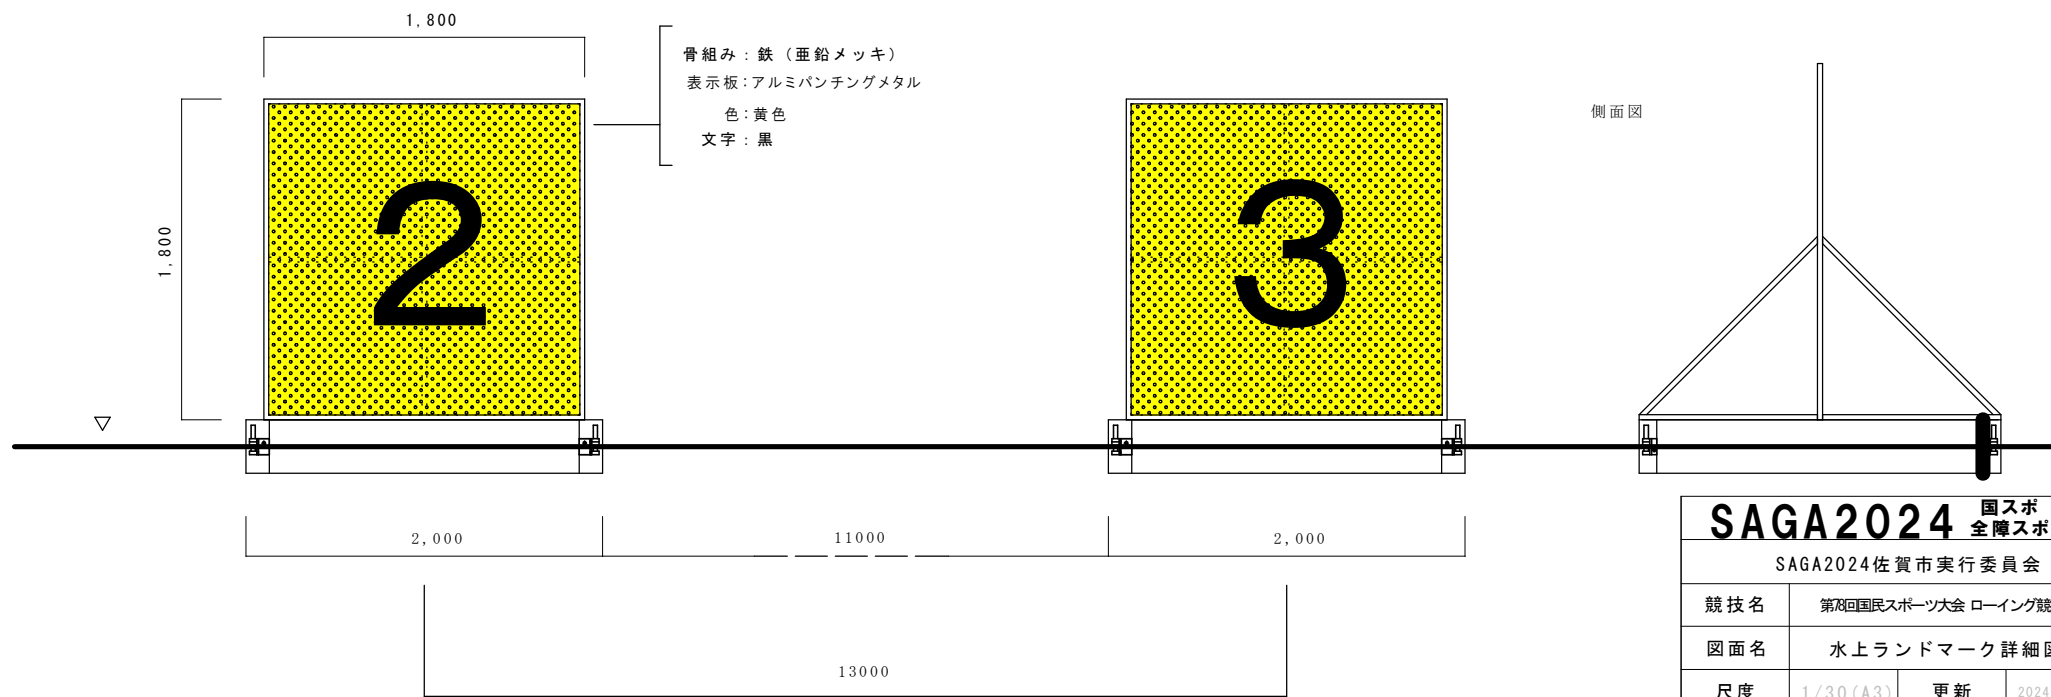 1,800
骨組み：鉄（亜鉛メッキ）
表示板：アルミパンチングメタル
色：黄色
文字：黒
側面図
1,800
2
3
2,000
11000
2,000
13000
SAGA2024 国スポ
全障スポ
SAGA2024佐賀市実行委員会
競技名 第78回国民スポーツ大会 ローイング競
図面名 水上ランドマーク詳細図
尺度 1/30(A3) 更新 2024